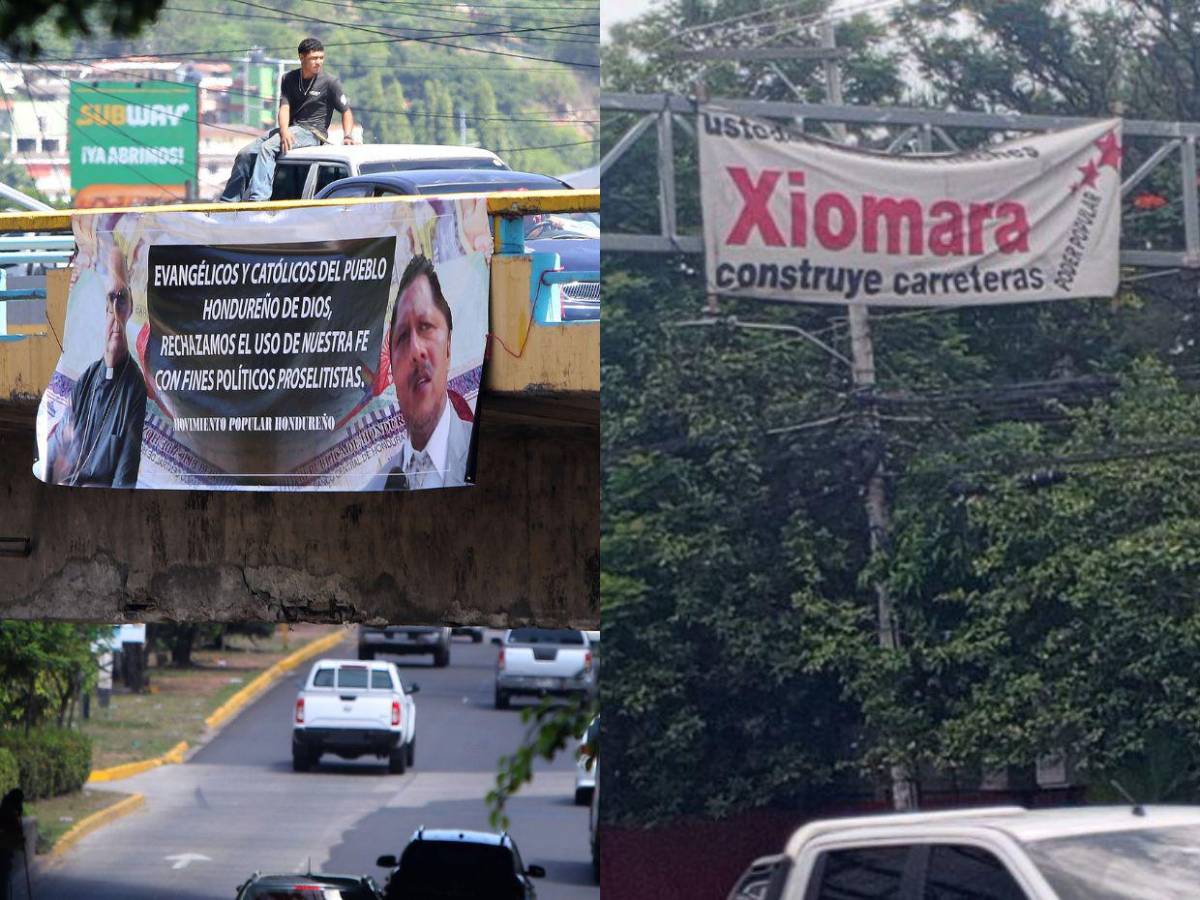 SUBWAY
¡YA ABRIMOS!
EVANGÉLICOS Y CATÓLICOS DEL PUEBLO
HONDUREÑO DE DIOS,
RECHAZAMOS EL USO DE NUESTRA FE
CON FINES POLÍTICOS PROSELITISTAS.
MOVIMIENTO POPULAR HONDUREÑO
Xiomara
construye carreteras
PODER POPULAR